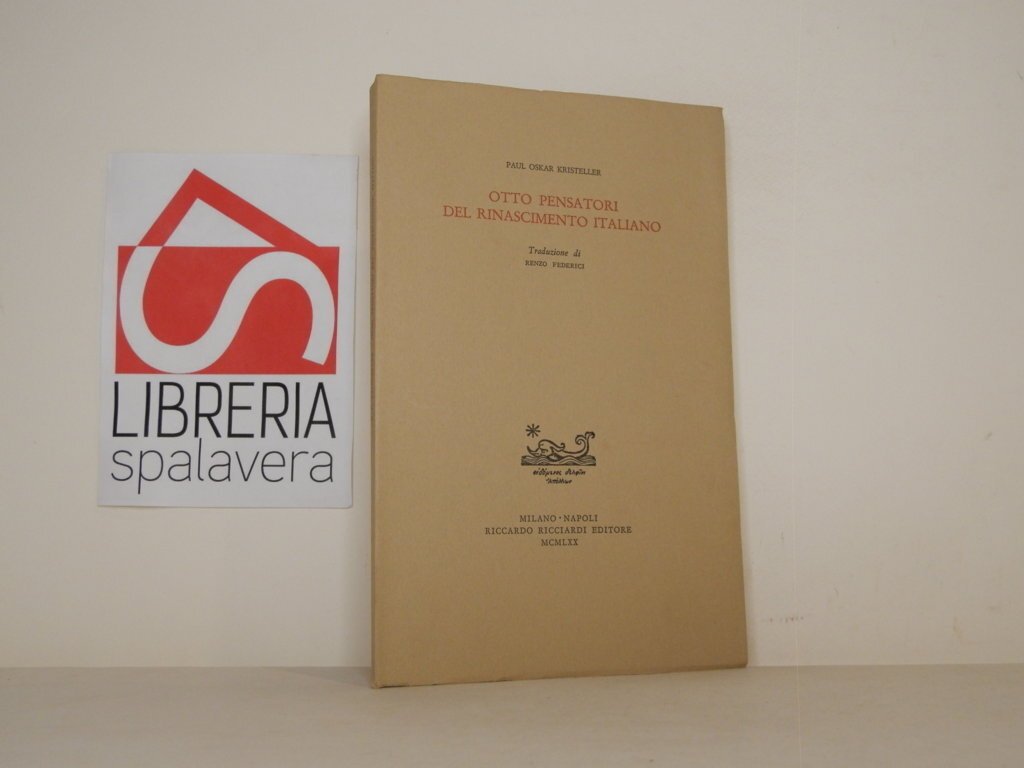 LIBRERIA
spalavera
PAUL OSKAR KRISTELLER
OTTO PENSATORI
DEL RINASCIMENTO ITALIANO
Traduzione di
RENZO FEDERICI
MILANO • NAPOLI
RICCARDO RICCIARDI EDITORE
MCMLXX